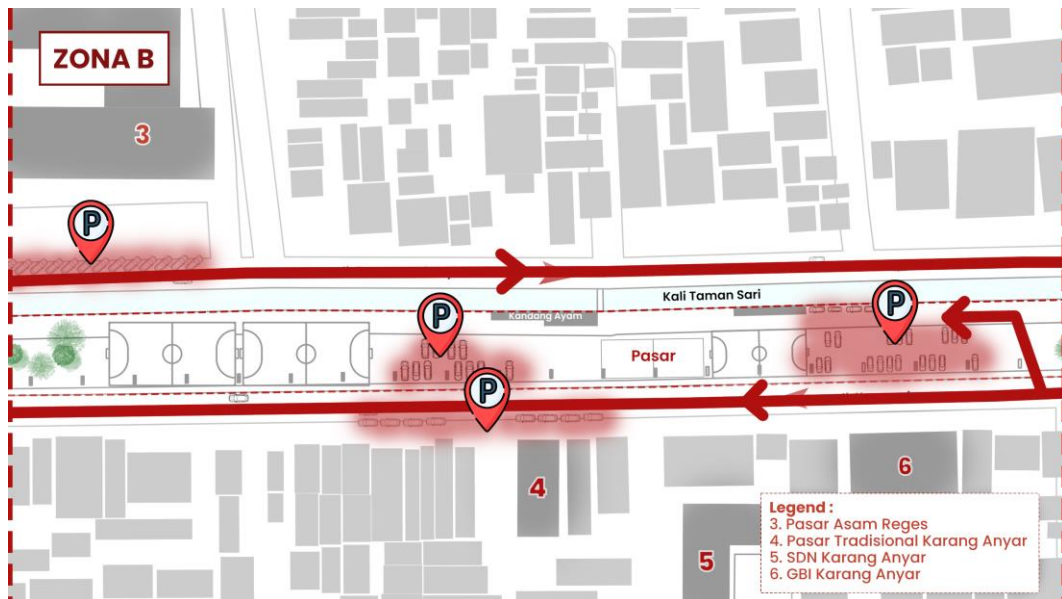 ZONA B
3
P
Kali Taman Sari
P
P
Kandang Ayam
Pasar
P
4
6
5
Legend :
3. Pasar Asam Reges
4. Pasar Tradisional Karang Anyar
5. SDN Karang Anyar
6. GBI Karang Anyar